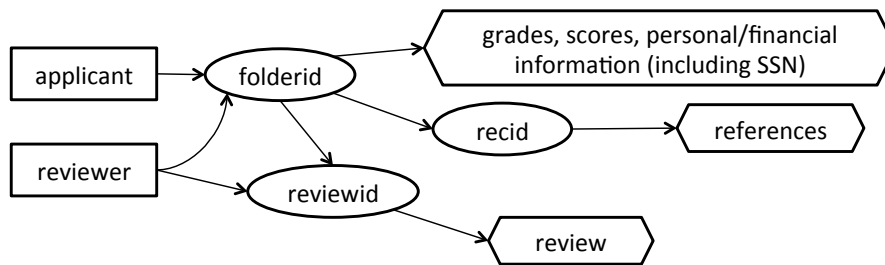 grades, scores, personal/financial
information (including SSN)
applicant
folderid
recid
references
reviewer
reviewid
review